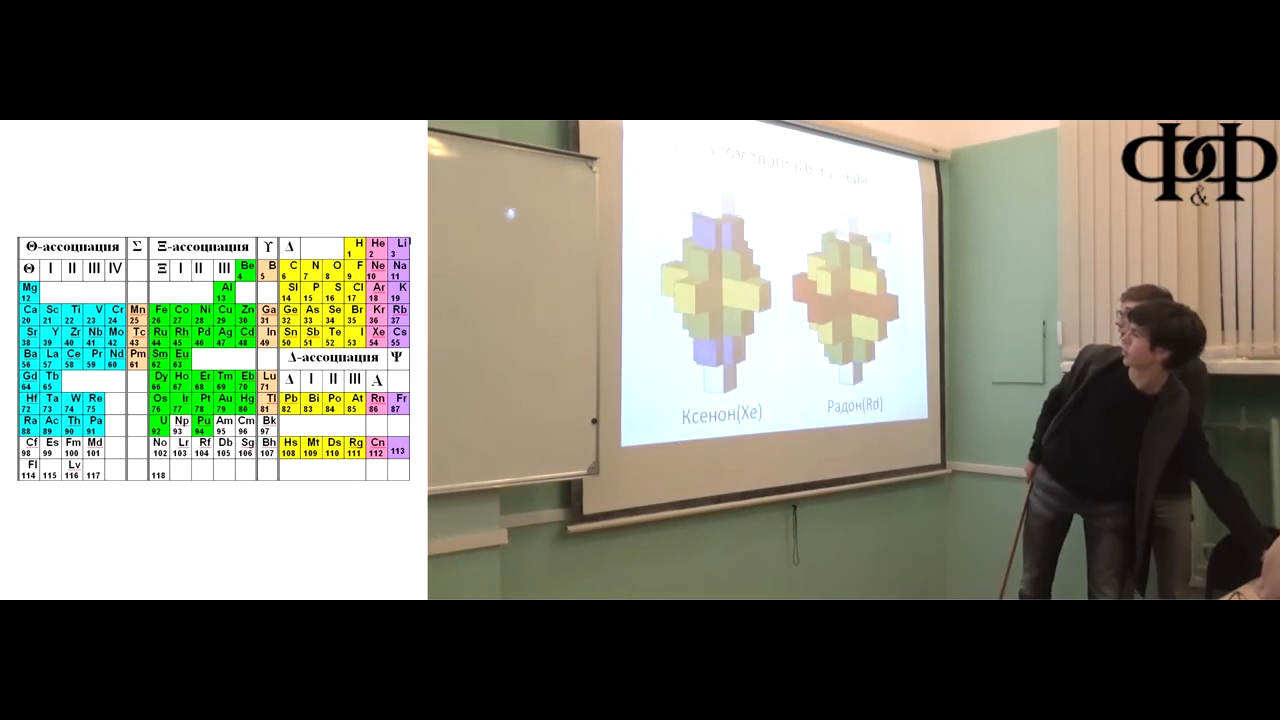 Θ-ассоциация Σ Ξ-ассоциация ϒ Δ H 1 He 2 Li 3
Θ I II III IV Ξ I II III Be 4 B 5 C 6 N 7 O 8 F 9 Ne 10 Na 11
Mg 12 Al 13 SI 14 P 15 S 16 Cl 17 Ar 18 K 19
Ca 20 Sc 21 Ti 22 V 23 Cr 24 Mn 25 Fe 26 Co 27 Ni 28 Cu 29 Zn 30 Ga 31 Ge 32 As 33 Se 34 Br 35 Kr 36 Rb 37
Sr 38 Y 39 Zr 40 Nb 41 Mo 42 Tc 43 Ru 44 Rh 45 Pd 46 Ag 47 Cd 48 In 49 Sn 50 Sb 51 Te 52 I 53 Xe 54 Cs 55
Ba 56 La 57 Ce 58 Pr 59 Nd 60 Pm 61 Sm 62 Eu 63 Δ-ассоциация Ψ
Gd 64 Tb 65 Dy 66 Ho 67 Er 68 Tm 69 Eb 70 Lu 71 Δ I II III A
Hf 72 Ta 73 W 74 Re 75 Os 76 Ir 77 Pt 78 Au 79 Hg 80 Tl 81 Pb 82 Bi 83 Po 84 At 85 Rn 86 Fr 87
Ra 88 Ac 89 Th 90 Pa 91 U 92 Np 93 Pu 94 Am 95 Cm 96 Bk 97
Cf 98 Es 99 Fm 100 Md 101 No 102 Lr 103 Rf 104 Db 105 Sg 106 Bh 107 Hs 108 Mt 109 Ds 110 Rg 111 Cn 112 113
Fl 114 115 Lv 116 117 118
Ксенон(Xe) Радон(Rd)
Ф&Ф